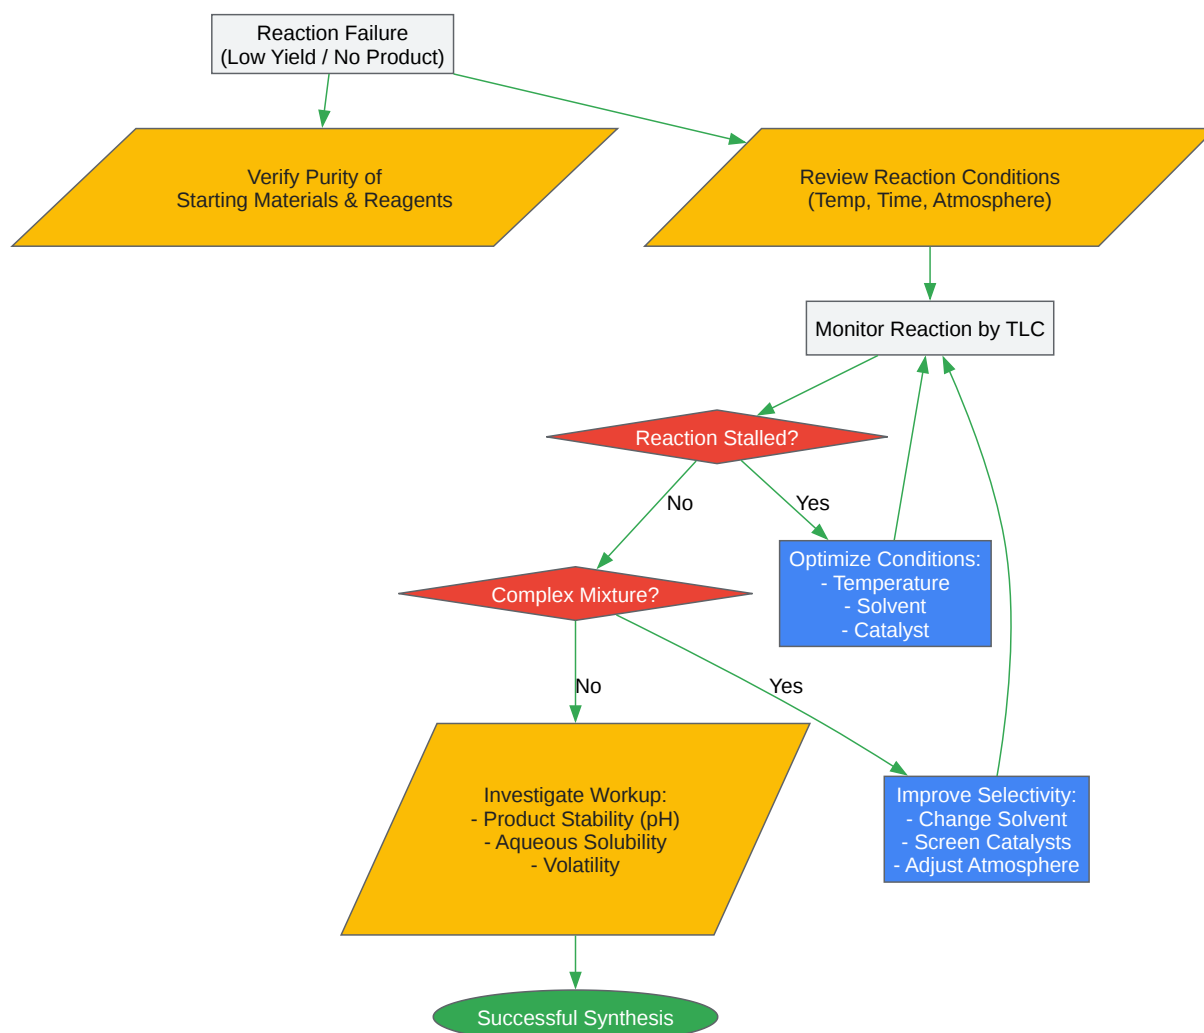 Reaction Failure
(Low Yield / No Product)
Verify Purity of
Starting Materials & Reagents
Review Reaction Conditions
(Temp, Time, Atmosphere)
Monitor Reaction by TLC
Reaction Stalled?
No
Yes
Optimize Conditions:
- Temperature
- Solvent
- Catalyst
Complex Mixture?
No
Yes
Investigate Workup:
- Product Stability (pH)
- Aqueous Solubility
- Volatility
Improve Selectivity:
- Change Solvent
- Screen Catalysts
- Adjust Atmosphere
Successful Synthesis